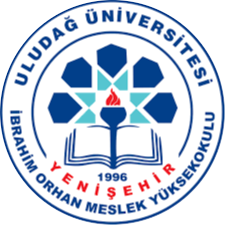 ULUDAĞ ÜNİVERSİTESİ
1996
YENİŞEHİR
İBRAHİM ORHAN MESLEK YÜKSEKOKULU